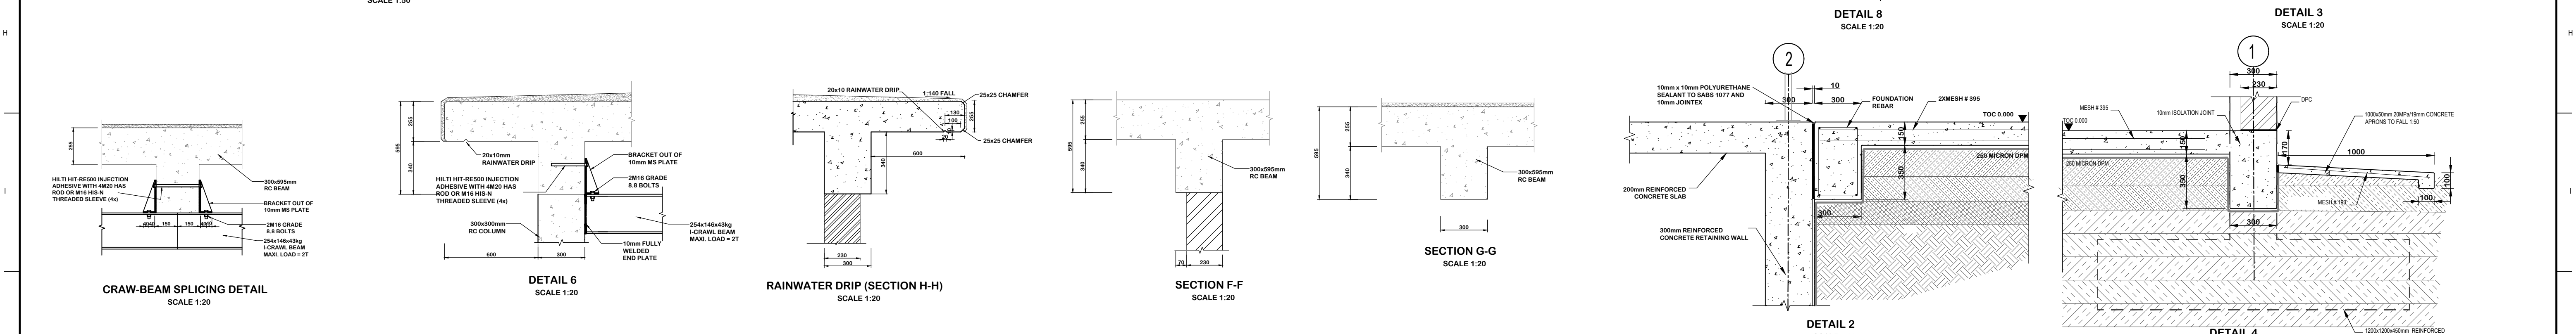 SCALE 1:50
H
I
255
HILTI HIT-RE500 INJECTION
ADHESIVE WITH 4M20 HAS
ROD OR M16 HIS-N
THREADED SLEEVE (4x)
300x595mm
RC BEAM
BRACKET OUT OF
10mm MS PLATE
2M16 GRADE
8.8 BOLTS
254x146x43kg
I-CRAWL BEAM
MAXI. LOAD = 2T
150
150
CRAW-BEAM SPLICING DETAIL
SCALE 1:20
595
255
340
20x10mm
RAINWATER DRIP
HILTI HIT-RE500 INJECTION
ADHESIVE WITH 4M20 HAS
ROD OR M16 HIS-N
THREADED SLEEVE (4x)
300x300mm
RC COLUMN
BRACKET OUT OF
10mm MS PLATE
2M16 GRADE
8.8 BOLTS
254x146x43kg
I-CRAWL BEAM
MAXI. LOAD = 2T
10mm FULLY
WELDED
END PLATE
600
300
DETAIL 6
SCALE 1:20
20x10 RAINWATER DRIP
1:140 FALL
25x25 CHAMFER
130
100
20
255
25x25 CHAMFER
600
340
230
300
RAINWATER DRIP (SECTION H-H)
SCALE 1:20
595
255
340
300x595mm
RC BEAM
70
230
SECTION F-F
SCALE 1:20
595
255
340
300x595mm
RC BEAM
300
SECTION G-G
SCALE 1:20
DETAIL 8
SCALE 1:20
2
10mm x 10mm POLYURETHANE
SEALANT TO SABS 1077 AND
10mm JOINTEX
10
300
300
FOUNDATION
REBAR
2XMESH # 395
TOC 0.000
150
250 MICRON DPM
350
200mm REINFORCED
CONCRETE SLAB
300
300mm REINFORCED
CONCRETE RETAINING WALL
DETAIL 2
DETAIL 3
SCALE 1:20
1
300
230
DPC
MESH # 395
10mm ISOLATION JOINT
TOC 0.000
1000x50mm 20MPa/19mm CONCRETE
APRONS TO FALL 1:50
150
170
1000
250 MICRON DPM
350
100
100
MESH # 193
300
1200x1200x450mm REINFORCED
DETAIL 4
H
I